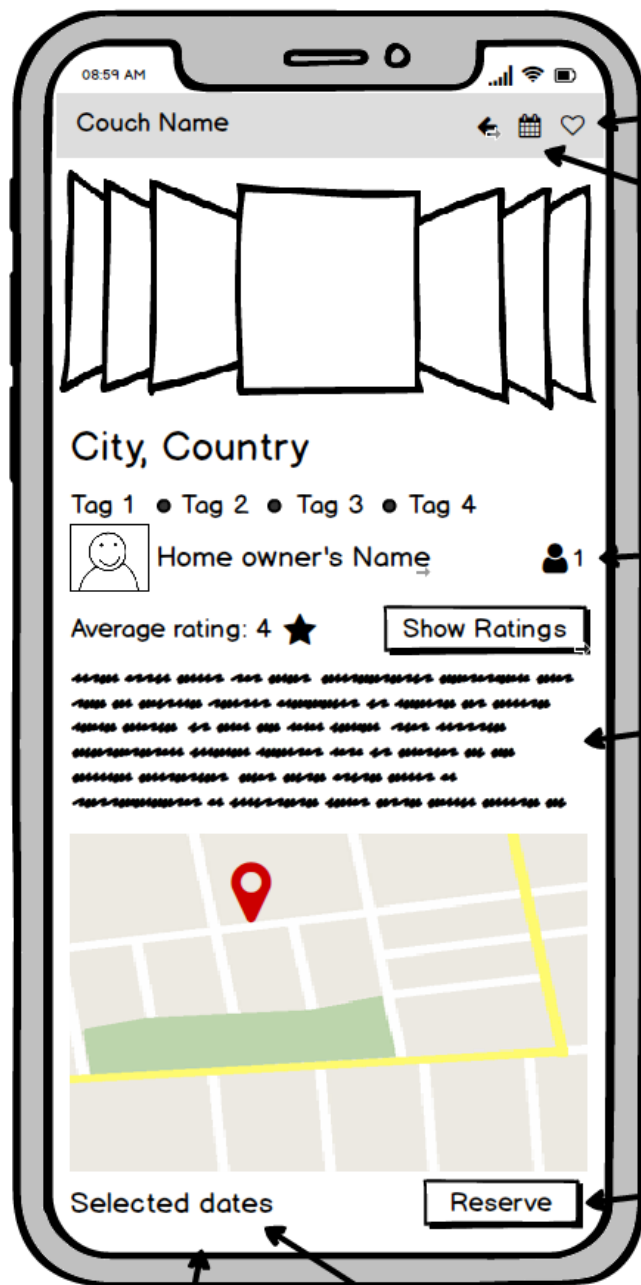 08:59 AM
Couch Name
City, Country
Tag 1 ● Tag 2 ● Tag 3 ● Tag 4
Home owner's Name 1
Average rating: 4 ★ Show Ratings
Selected dates Reserve